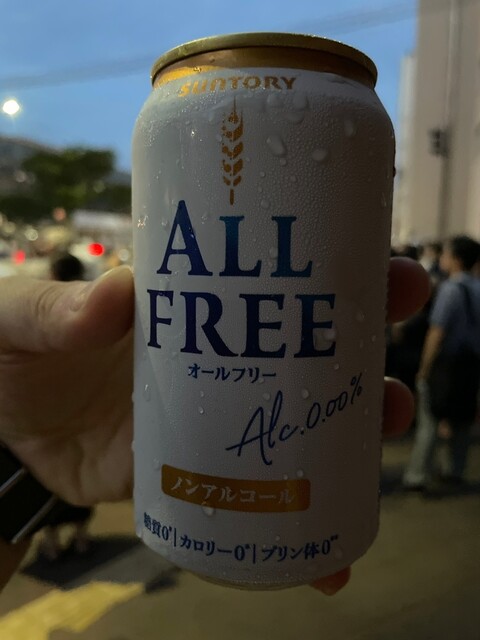 SUNTORY
ALL
FREE
オールフリー
Alc.0.00%
ノンアルコール
糖質0*|カロリー0*|プリン体0**